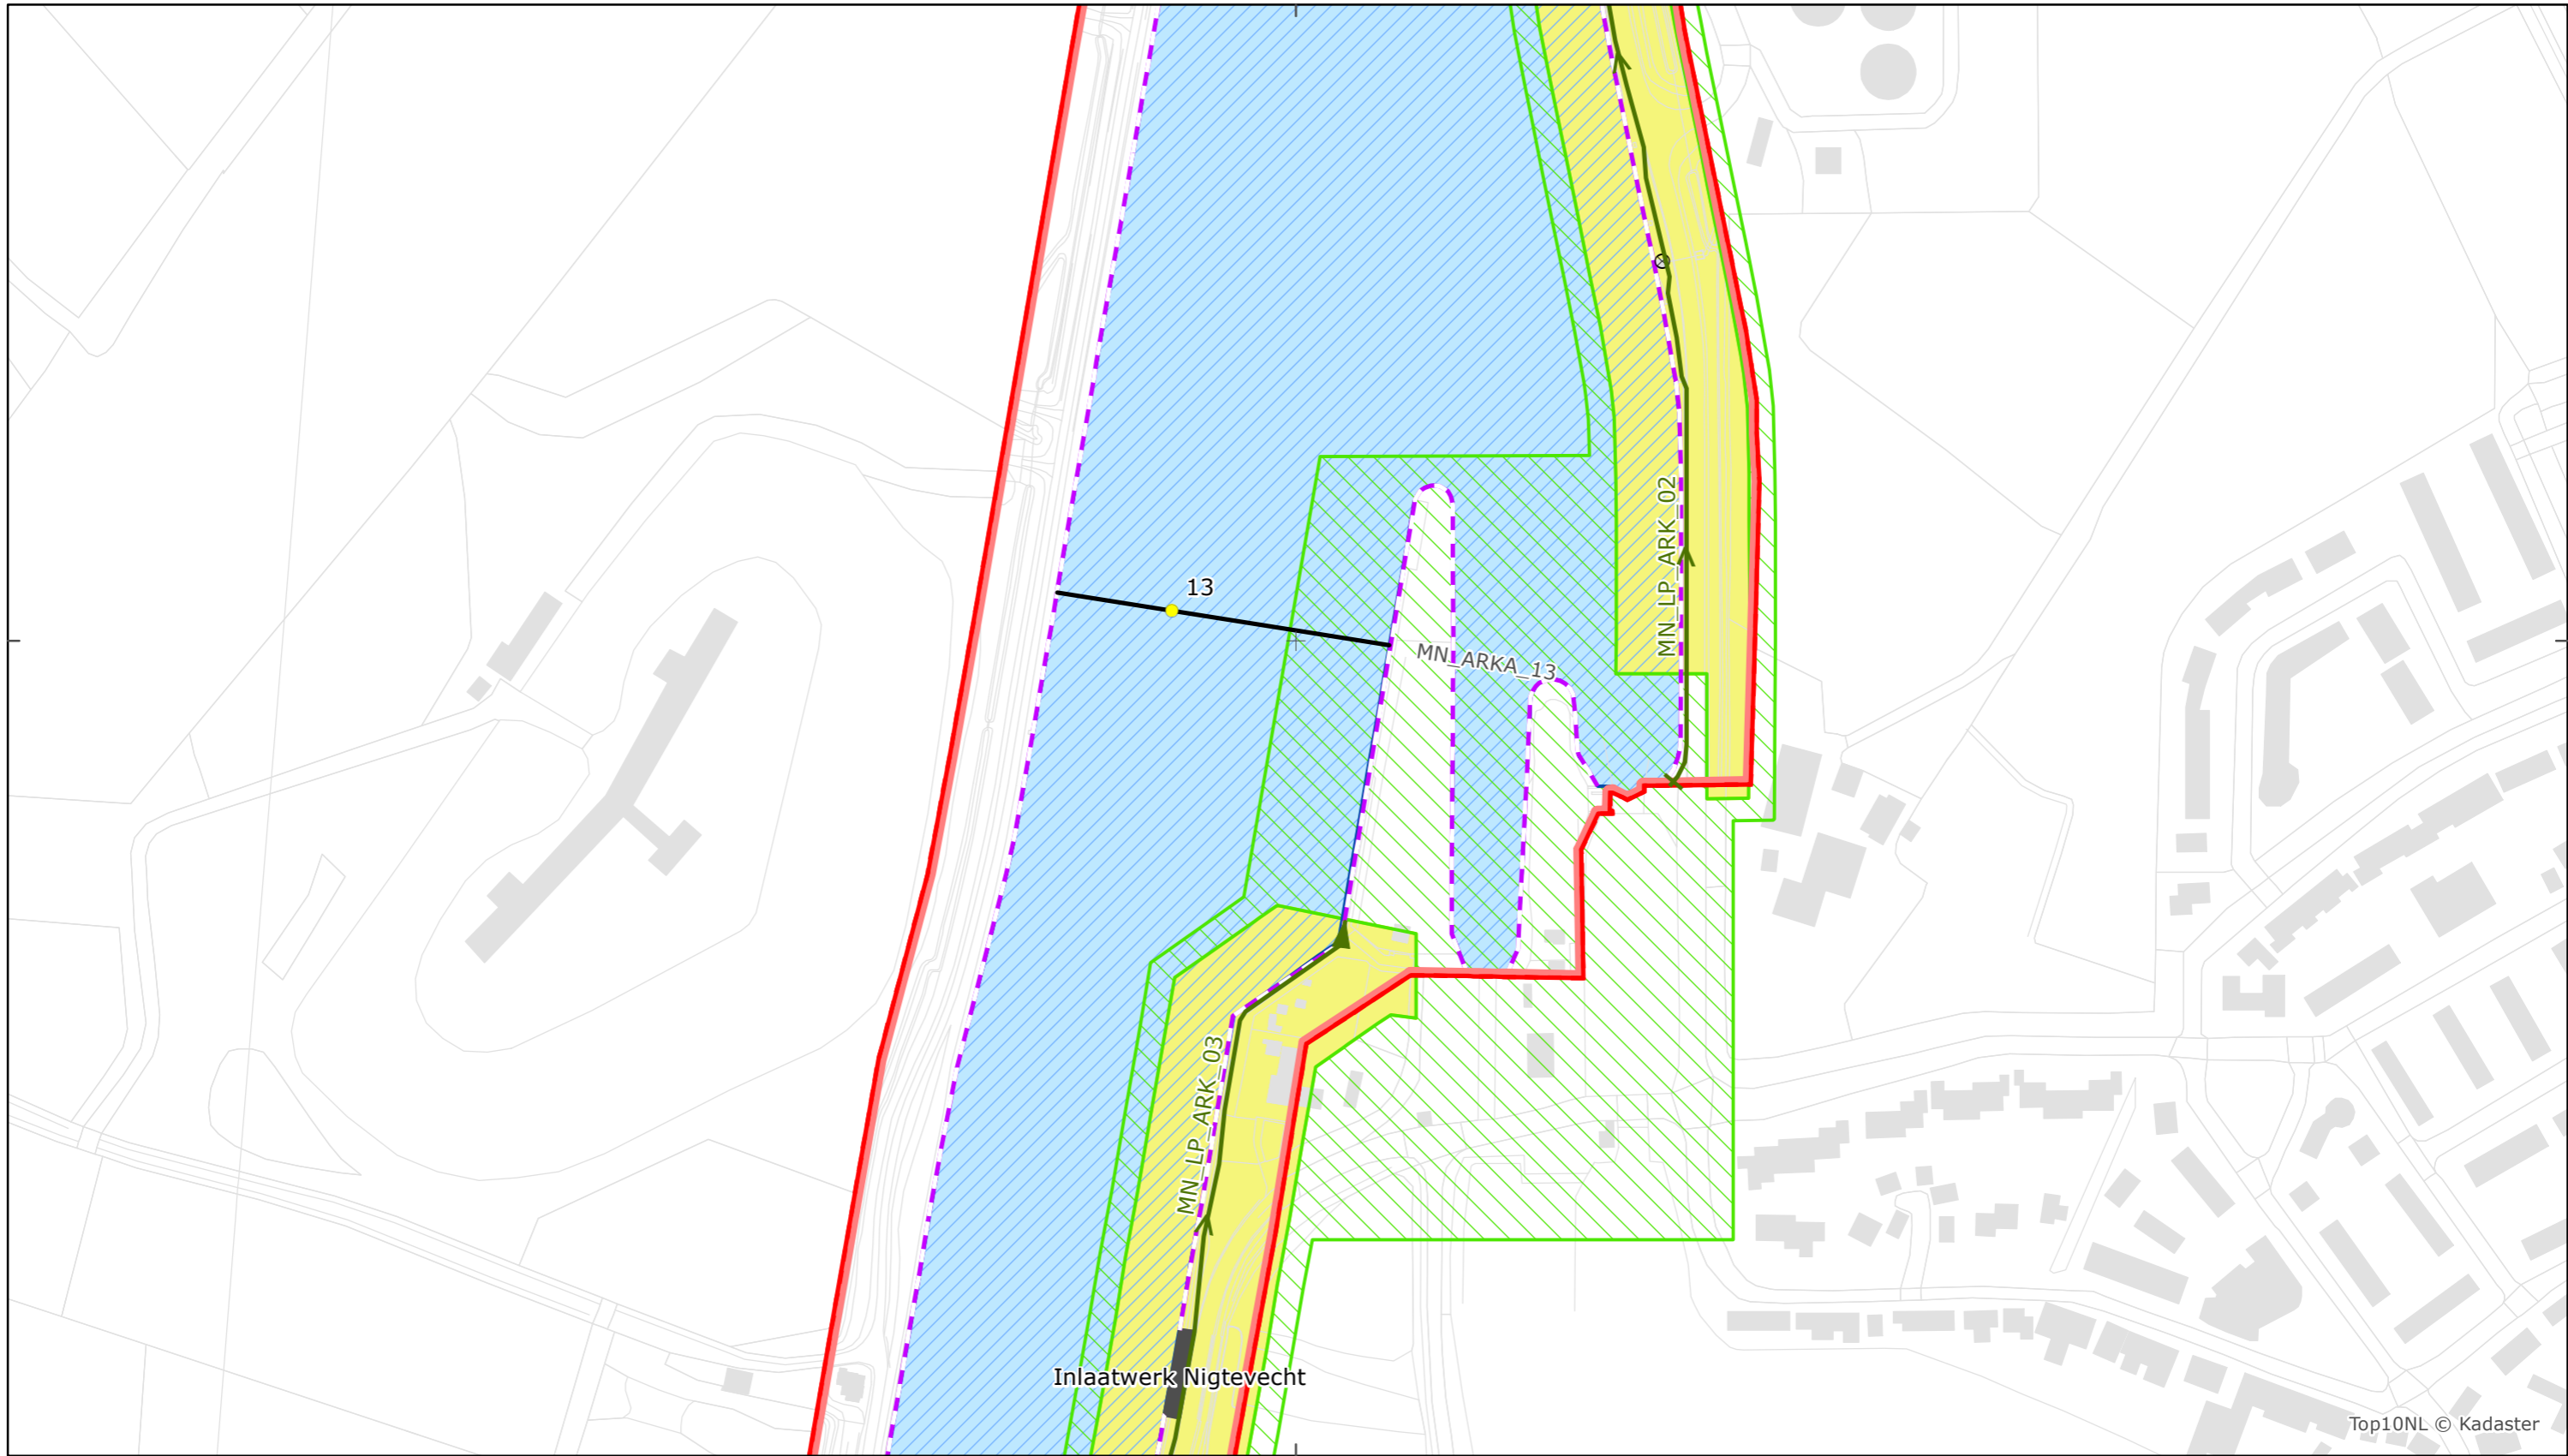 13
MN_LP_ARK_02
MN_ARKA_13
MN_LP_ARK_03
Inlaatwerk Nigtevecht
Top10NL © Kadaster